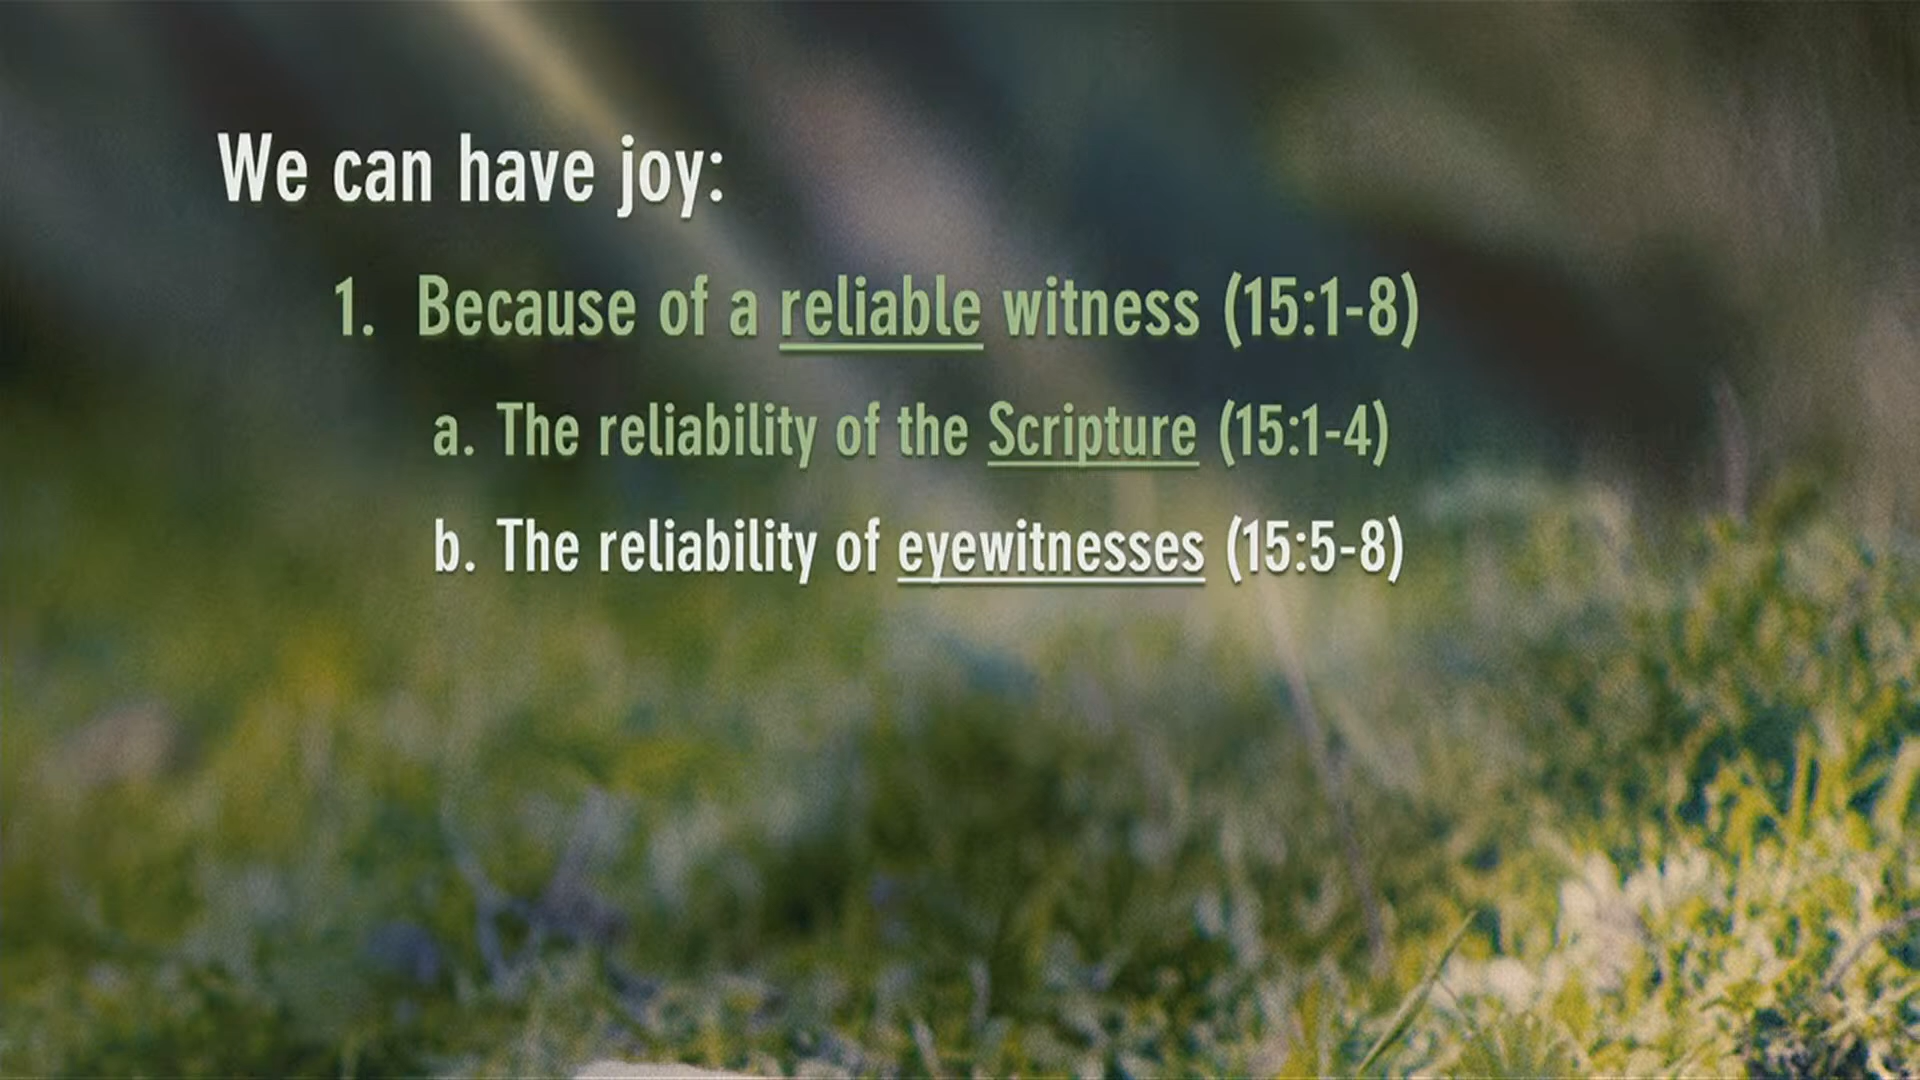 We can have joy:
1. Because of a reliable witness (15:1-8)
a. The reliability of the Scripture (15:1-4)
b. The reliability of eyewitnesses (15:5-8)